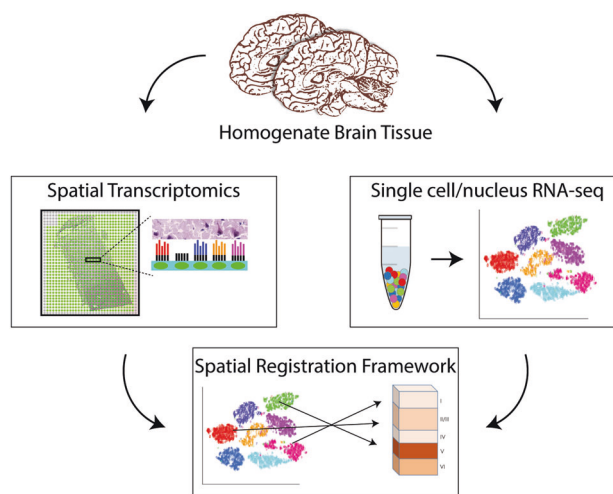 Homogenate Brain Tissue
Spatial Transcriptomics
Single cell/nucleus RNA-seq
Spatial Registration Framework
I
II/III
IV
V
VI